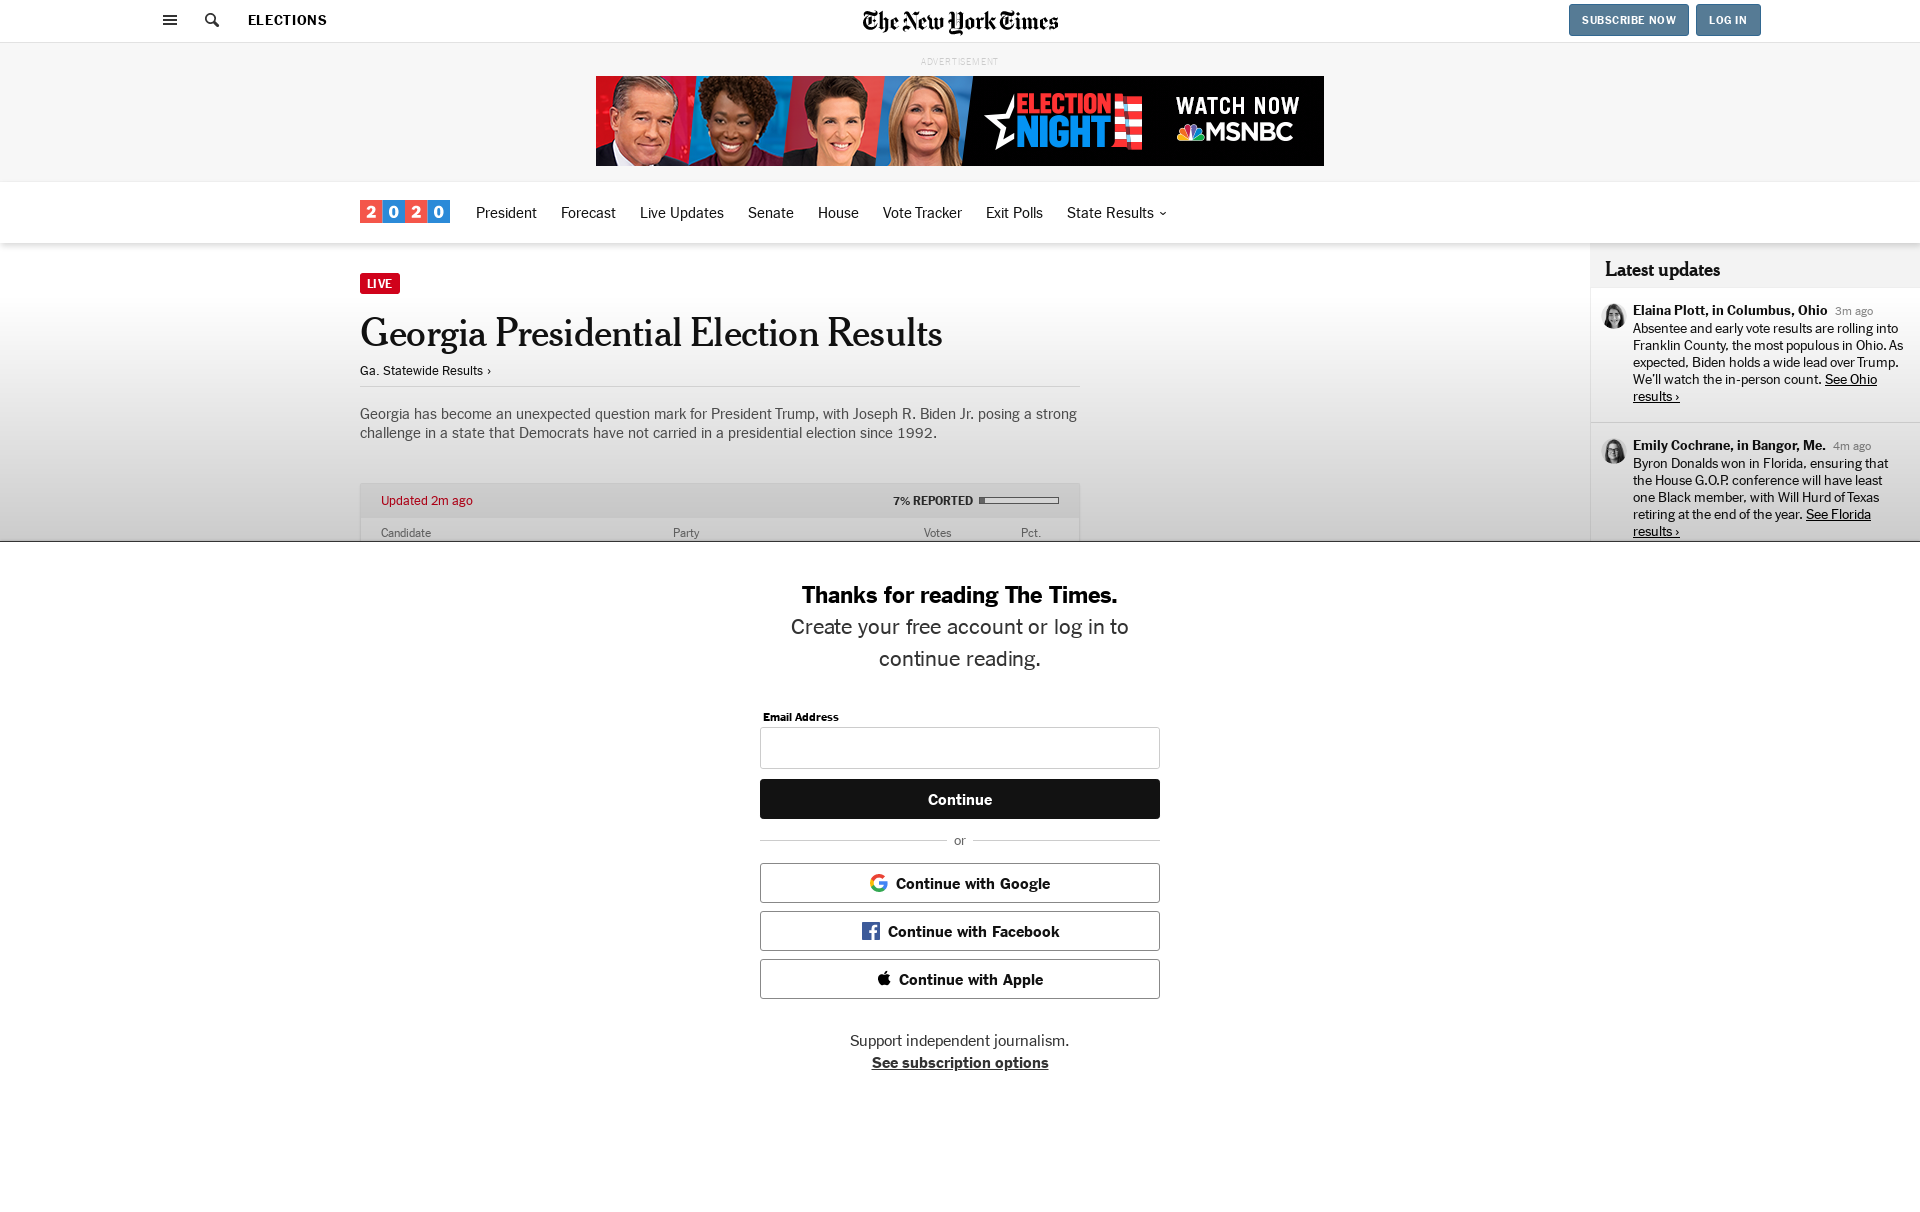 ELECTIONS
The New York Times
SUBSCRIBE NOW
LOG IN
ADVERTISEMENT
ELECTION
NIGHT
WATCH NOW
MSNBC
2020
President
Forecast
Live Updates
Senate
House
Vote Tracker
Exit Polls
State Results
LIVE
Georgia Presidential Election Results
Ga. Statewide Results ›
Georgia has become an unexpected question mark for President Trump, with Joseph R. Biden Jr. posing a strong
challenge in a state that Democrats have not carried in a presidential election since 1992.
Updated 2m ago
7% REPORTED
Candidate
Party
Votes
Pct.
Latest updates
Elaina Plott, in Columbus, Ohio 3m ago
Absentee and early vote results are rolling into
Franklin County, the most populous in Ohio. As
expected, Biden holds a wide lead over Trump.
We'll watch the in-person count. See Ohio
results ›
Emily Cochrane, in Bangor, Me. 4m ago
Byron Donalds won in Florida, ensuring that
the House G.O.P. conference will have least
one Black member, with Will Hurd of Texas
retiring at the end of the year. See Florida
results ›
Thanks for reading The Times.
Create your free account or log in to
continue reading.
Email Address
Continue
or
Continue with Google
Continue with Facebook
Continue with Apple
Support independent journalism.
See subscription options